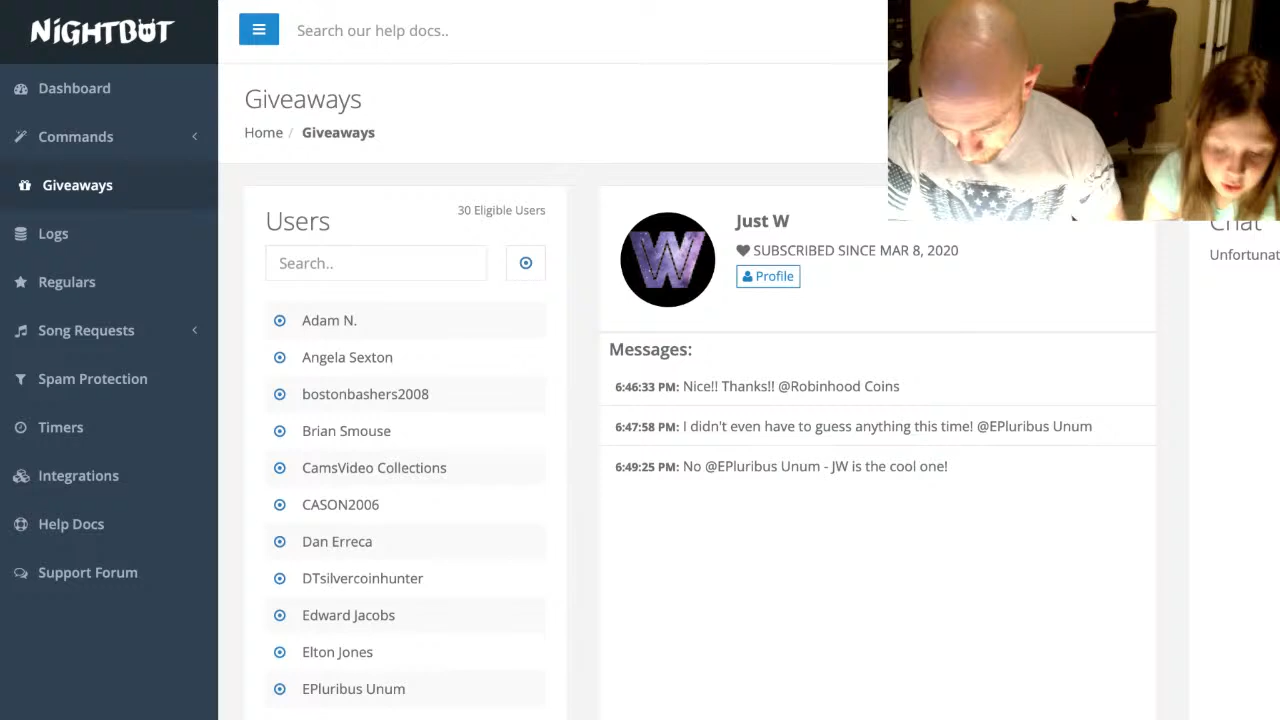 NiGHTBOT
Search our help docs..
Dashboard
Commands
Giveaways
Logs
Regulars
Song Requests
Spam Protection
Timers
Integrations
Help Docs
Support Forum
Giveaways
Home / Giveaways
Users
30 Eligible Users
Search..
Adam N.
Angela Sexton
bostonbashers2008
Brian Smouse
CamsVideo Collections
CASON2006
Dan Erreca
DTsilvercoinhunter
Edward Jacobs
Elton Jones
EPluribus Unum
W
Just W
SUBSCRIBED SINCE MAR 8, 2020
Profile
Messages:
6:46:33 PM: Nice!! Thanks!! @Robinhood Coins
6:47:58 PM: I didn't even have to guess anything this time! @EPluribus Unum
6:49:25 PM: No @EPluribus Unum - JW is the cool one!
Chat
Unfortunat